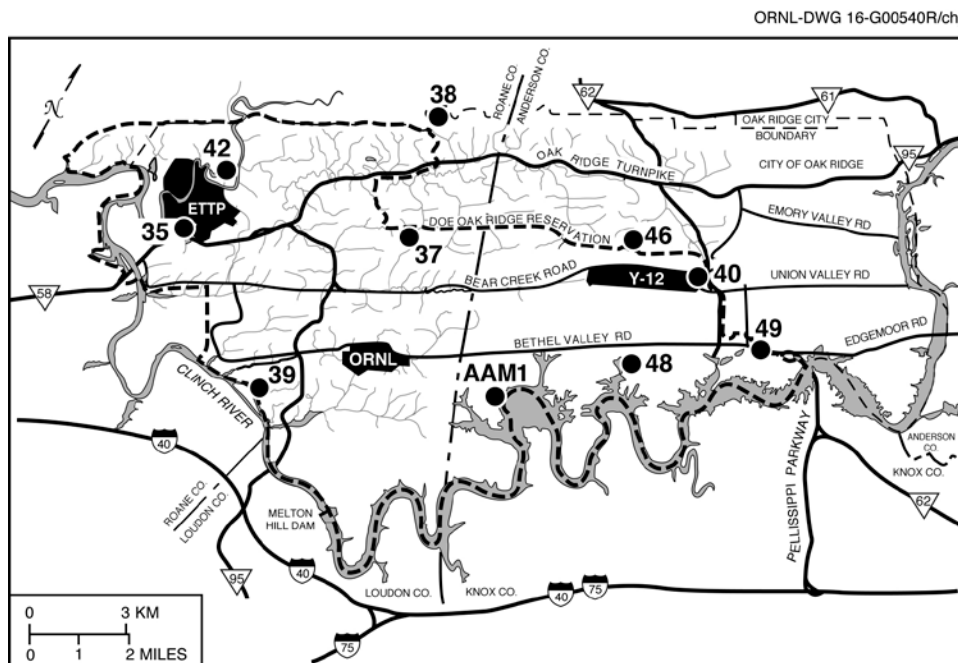 ORNL-DWG 16-G00540R/ch
N
ROANE CO.
ANDERSON CO.
62
61
38
OAK RIDGE CITY
BOUNDARY
95
CITY OF OAK RIDGE
OAK RIDGE TURNPIKE
42
ETTP
35
DOE OAK RIDGE RESERVATION
37
46
EMORY VALLEY RD
BEAR CREEK ROAD
Y-12
40
UNION VALLEY RD
58
49
EDGEMOOR RD
BETHEL VALLEY RD
ORNL
48
39
AAM1
CLINCH RIVER
40
ROANE CO.
LOUDON CO.
ANDERSON
CO.
KNOX CO.
PELLISSIPPI PARKWAY
62
MELTON
HILL DAM
95
40
LOUDON CO.
KNOX CO.
40
75
75
0
3 KM
0
1
2 MILES